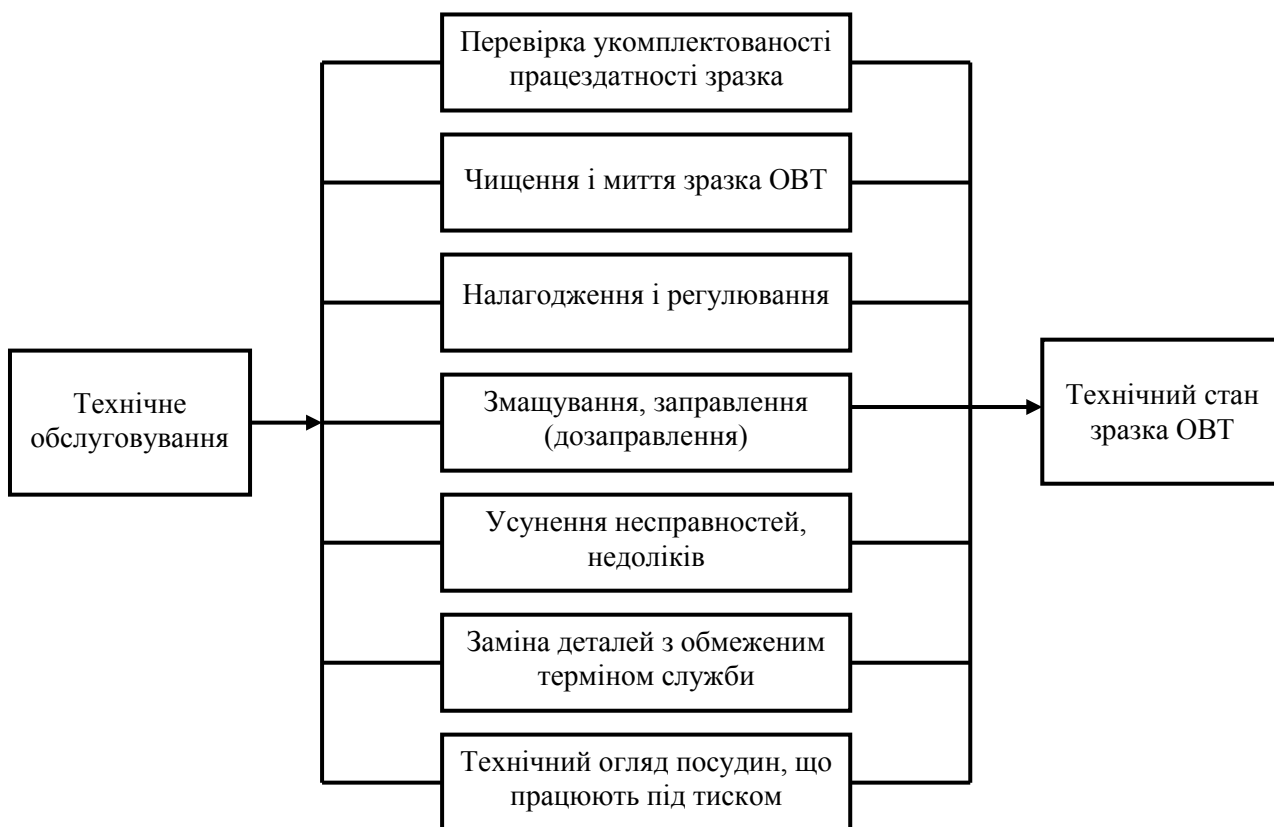 Перевірка укомплектованості
працездатності зразка
Чищення і миття зразка ОВТ
Налагодження і регулювання
Технічне
обслуговування
Змащування, заправлення
(дозаправлення)
Технічний стан
зразка ОВТ
Усунення несправностей,
недоліків
Заміна деталей з обмеженим
терміном служби
Технічний огляд посудин, що
працюють під тиском